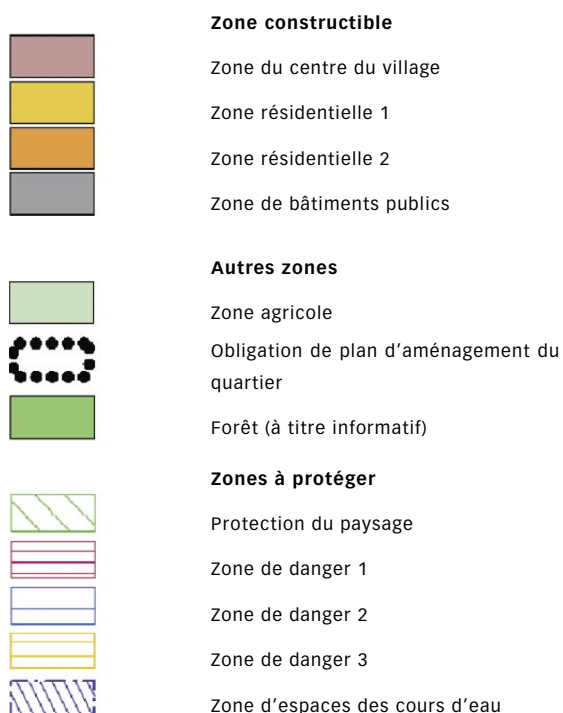 Zone constructible
Zone du centre du village
Zone résidentielle 1
Zone résidentielle 2
Zone de bâtiments publics
Autres zones
Zone agricole
Obligation de plan d'aménagement du
quartier
Forêt (à titre informatif)
Zones à protéger
Protection du paysage
Zone de danger 1
Zone de danger 2
Zone de danger 3
Zone d'espaces des cours d'eau